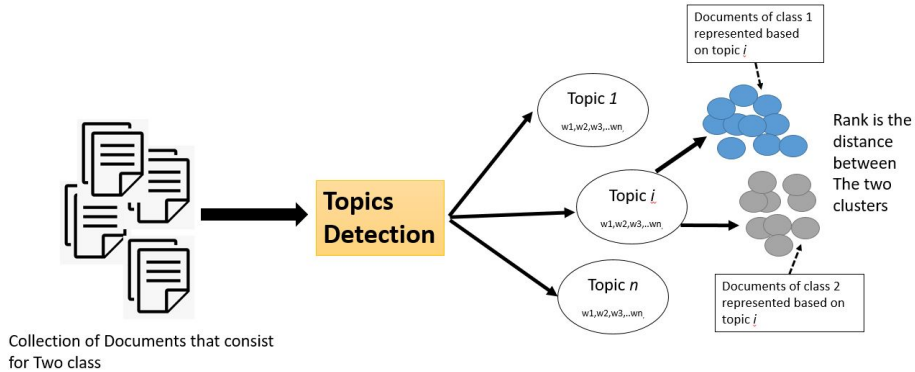 Documents of class 1
represented based
on topic i
Topic 1
w1,w2,w3,..wn
Rank is the
distance
between
The two
clusters
Topics
Detection
Topic i
w1,w2,w3,..wn
Topic n
w1,w2,w3,..wn
Documents of class 2
represented based on
topic i
Collection of Documents that consist
for Two class